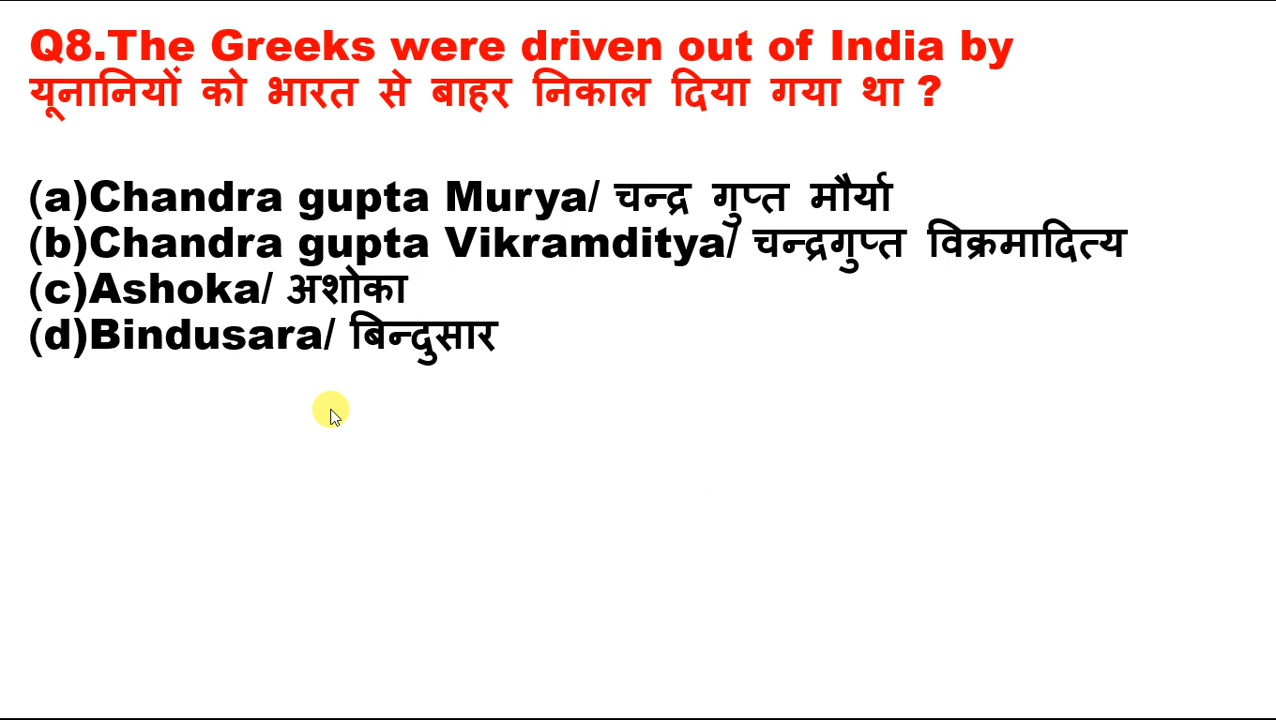 Q8.The Greeks were driven out of India by
यूनानियों को भारत से बाहर निकाल दिया गया था ?
(a)Chandra gupta Murya/ चन्द्र गुप्त मौर्या
(b)Chandra gupta Vikramditya/ चन्द्रगुप्त विक्रमादित्य
(c)Ashoka/ अशोका
(d)Bindusara/ बिन्दुसार